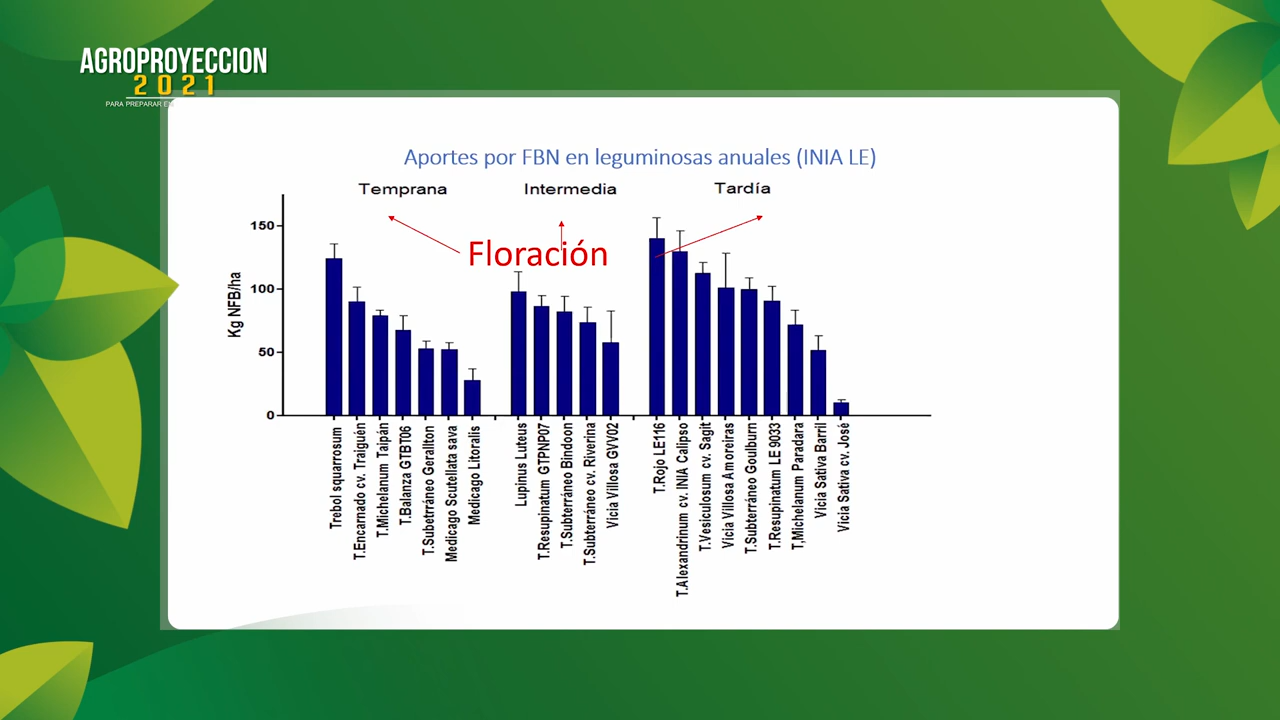 AGROPROYECCION
2021
PARA PREPARAR E
Aportes por FBN en leguminosas anuales (INIA LE)
Temprana
Intermedia
Tardía
Floración
Kg NFB/ha
150
100
50
0
Trebol squarrosum
T.Encarnado cv. Traiguén
T.Michelanum Taipán
T.Balanza GTBT06
T.Subetrráneo Gerallton
Medicago Scutellata sava
Medicago Litoralis
Lupinus Luteus
T.Resupinatum GTPNP07
T.Subterráneo Bindoon
T.Subterráneo cv. Riverina
Vicia Villosa GVV02
T.Rojo LE116
T.Alexandrinum cv. INIA Calipso
T.Vesiculosum cv. Sagit
Vicia Villosa Amoreiras
T.Subterráneo Goulburn
T.Resupinatum LE 9033
T,Michelanum Paradara
Vicia Sativa Barril
Vicia Sativa cv. José